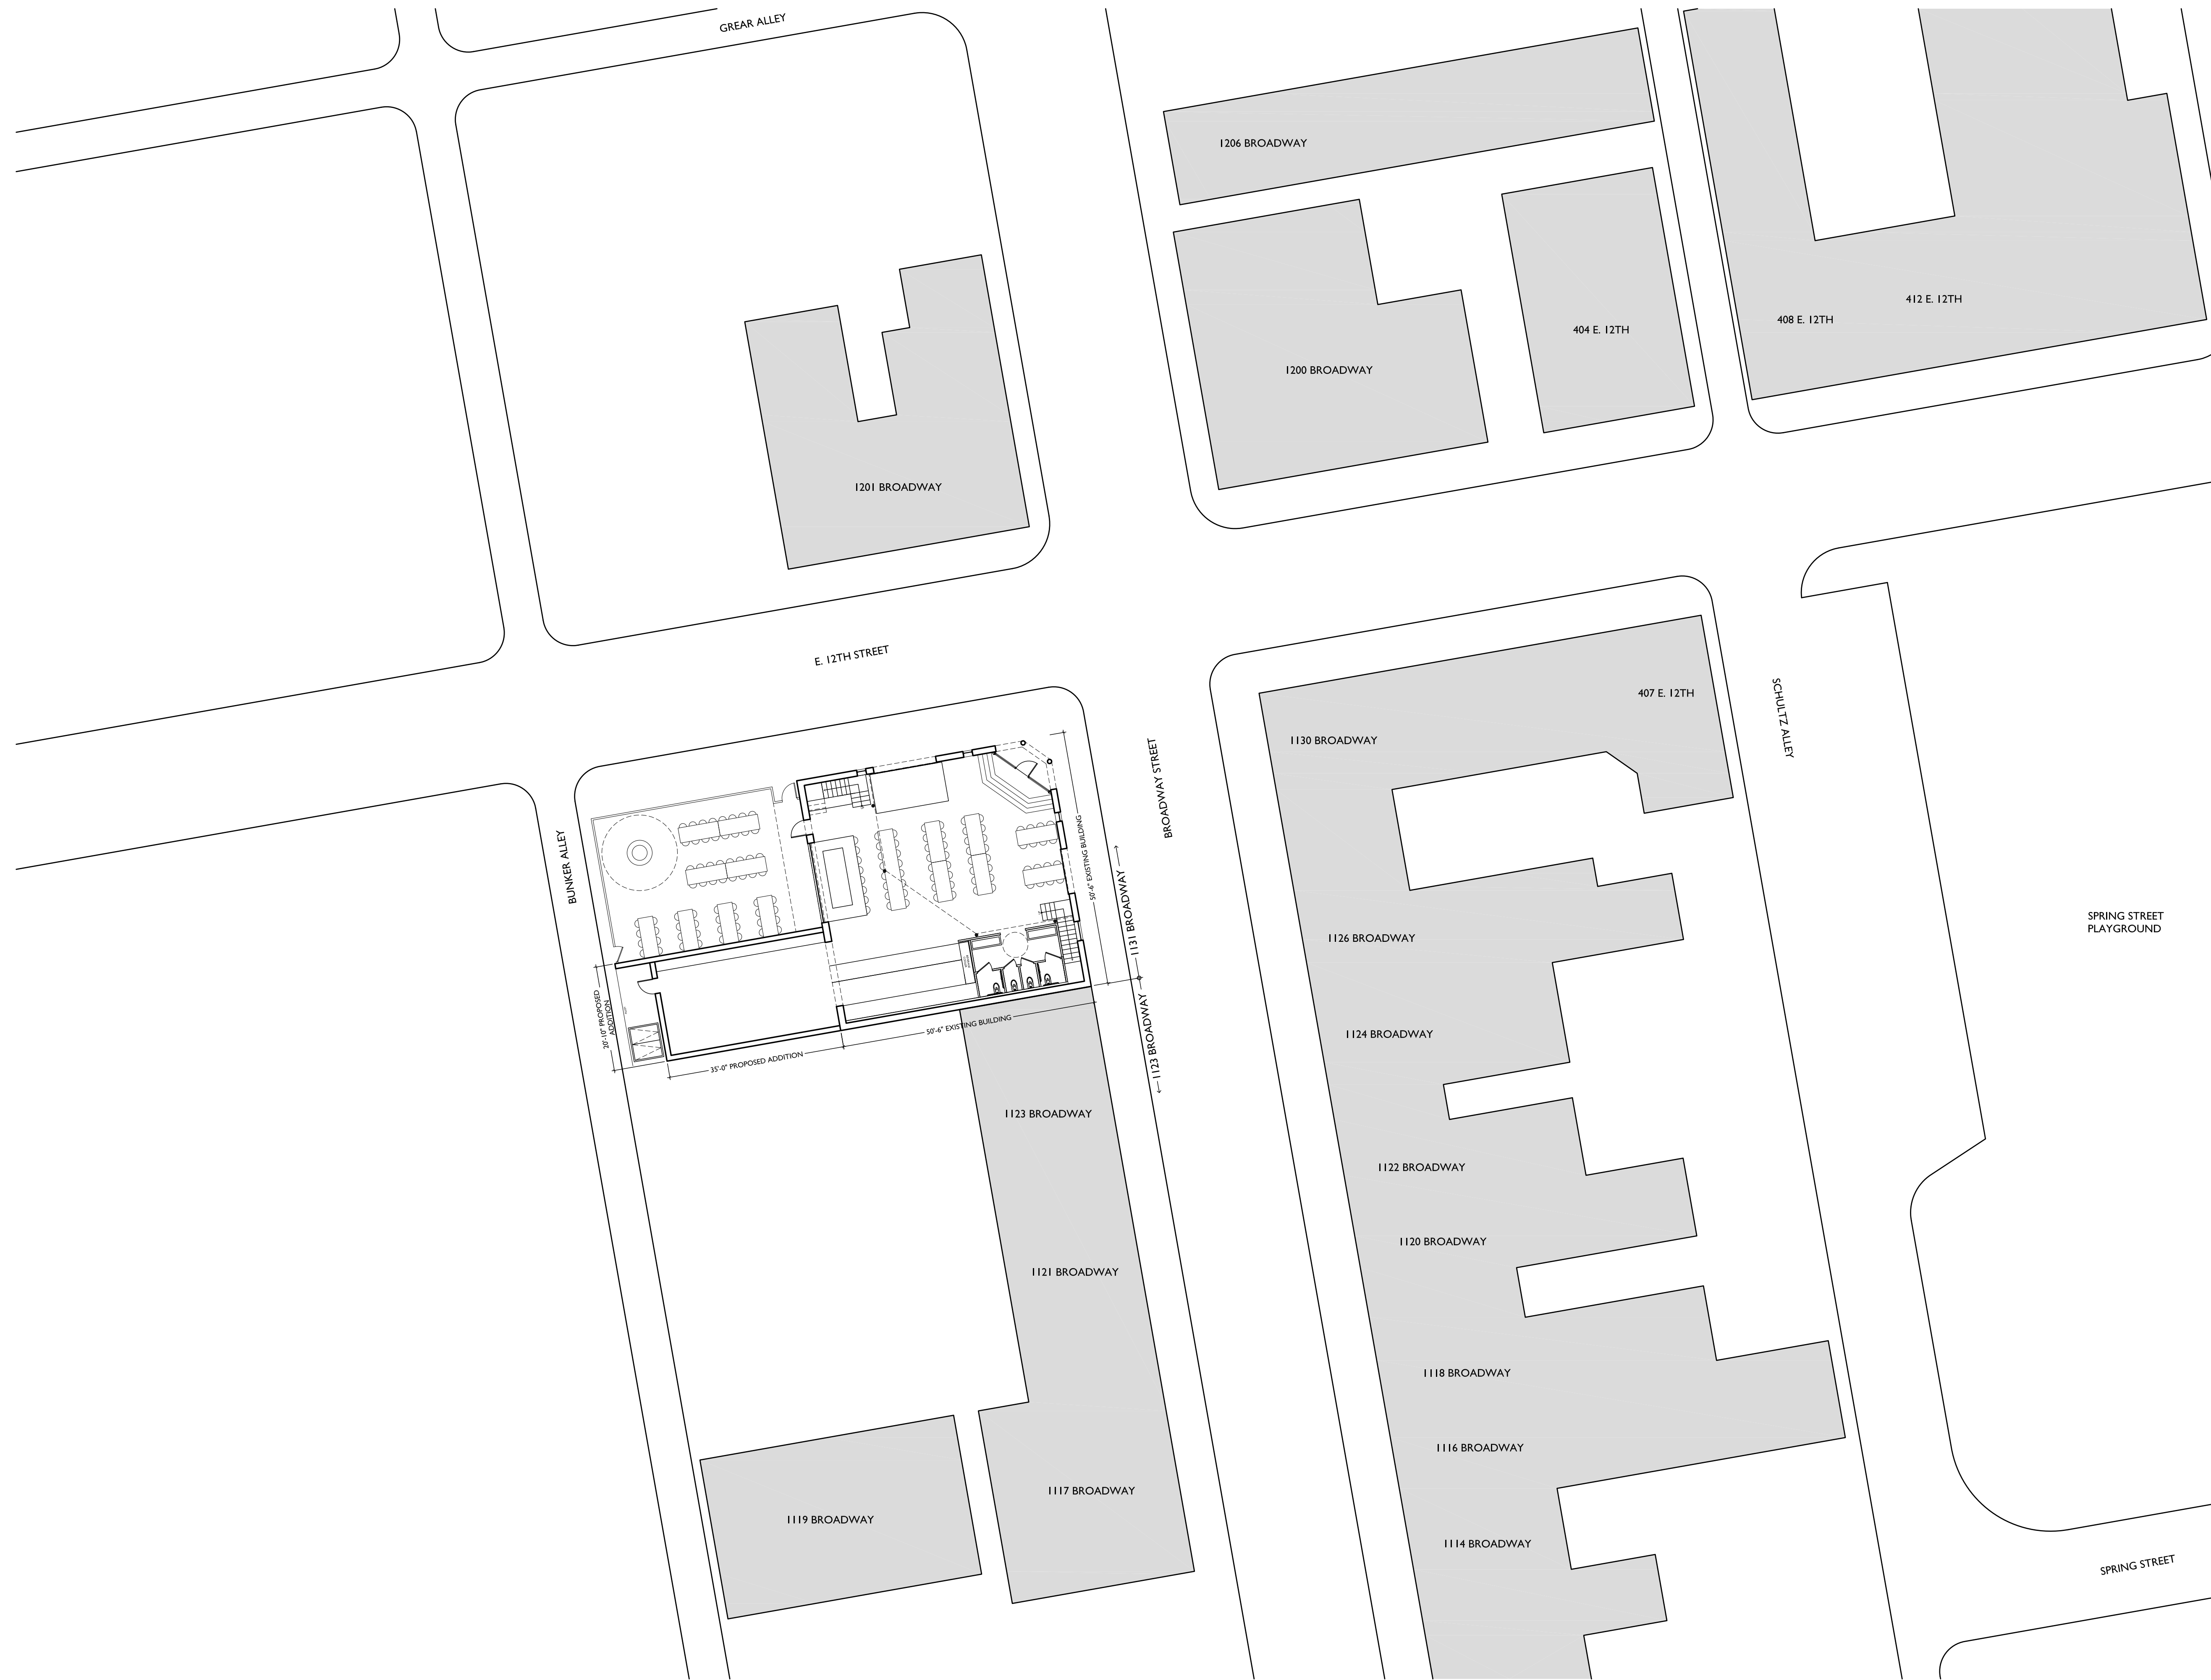 GREAR ALLEY
1206 BROADWAY
412 E. 12TH
408 E. 12TH
404 E. 12TH
1200 BROADWAY
1201 BROADWAY
E. 12TH STREET
407 E. 12TH
SCHULTZ ALLEY
1130 BROADWAY
BROADWAY STREET
BUNKER ALLEY
50'-6" EXISTING BUILDING
1131 BROADWAY
SPRING STREET
PLAYGROUND
1126 BROADWAY
20'-10" PROPOSED
ADDITION
1123 BROADWAY
50'-6" EXISTING BUILDING
1124 BROADWAY
35'-0" PROPOSED ADDITION
1123 BROADWAY
1122 BROADWAY
1120 BROADWAY
1121 BROADWAY
1118 BROADWAY
1116 BROADWAY
1117 BROADWAY
1119 BROADWAY
1114 BROADWAY
SPRING STREET